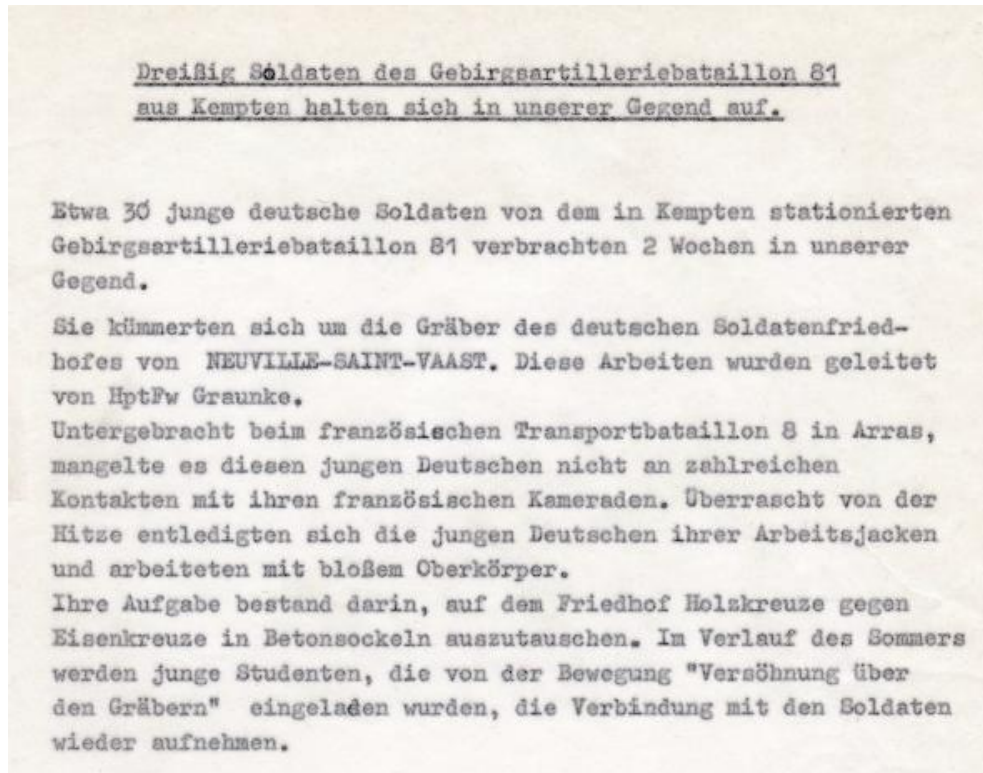 Dreißig Soldaten des Gebirgsartilleriebataillon 81
aus Kempten halten sich in unserer Gegend auf.
Etwa 30 junge deutsche Soldaten von dem in Kempten stationierten
Gebirgsartilleriebataillon 81 verbrachten 2 Wochen in unserer
Gegend.
Sie kümmerten sich um die Gräber des deutschen Soldatenfried-
hofes von NEUVILLE-SAINT-VAAST. Diese Arbeiten wurden geleitet
von HptFw Graunke.
Untergebracht beim französischen Transportbataillon 8 in Arras,
mangelte es diesen jungen Deutschen nicht an zahlreichen
Kontakten mit ihren französischen Kameraden. Überrascht von der
Hitze entledigten sich die jungen Deutschen ihrer Arbeitsjacken
und arbeiteten mit bloßem Oberkörper.
Ihre Aufgabe bestand darin, auf dem Friedhof Holzkreuze gegen
Eisenkreuze in Betonsockeln auszutauschen. Im Verlauf des Sommers
werden junge Studenten, die von der Bewegung "Versöhnung über
den Gräbern" eingeladen wurden, die Verbindung mit den Soldaten
wieder aufnehmen.